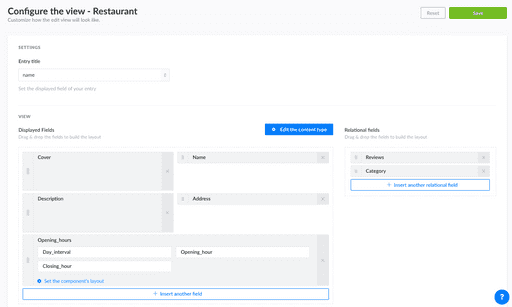 Configure the view - Restaurant
Customize how the edit view will look like.
Reset
Save
SETTINGS
Entry title
name
Set the displayed field of your entry
VIEW
Displayed Fields
Drag & drop the fields to build the layout
Edit the content type
Relational fields
Drag & drop the fields to build the layout
Cover
Name
Reviews
Category
+ Insert another relational field
Description
Address
Opening_hours
Day_interval
Opening_hour
Closing_hour
Set the component's layout
+ Insert another field
?